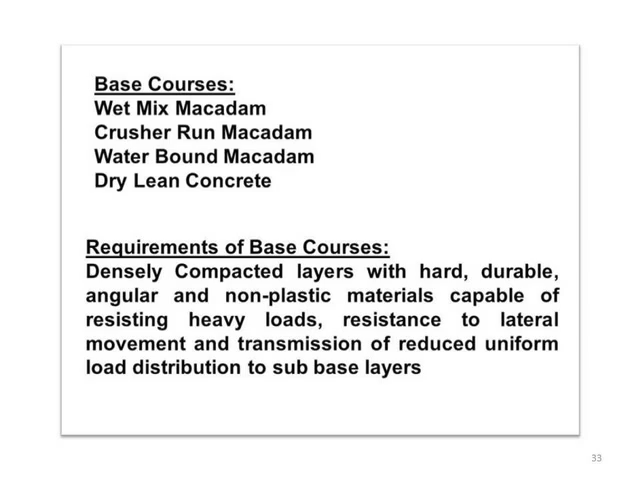 Base Courses:
Wet Mix Macadam
Crusher Run Macadam
Water Bound Macadam
Dry Lean Concrete
Requirements of Base Courses:
Densely Compacted layers with hard, durable,
angular and non-plastic materials capable of
resisting heavy loads, resistance to lateral
movement and transmission of reduced uniform
load distribution to sub base layers
33